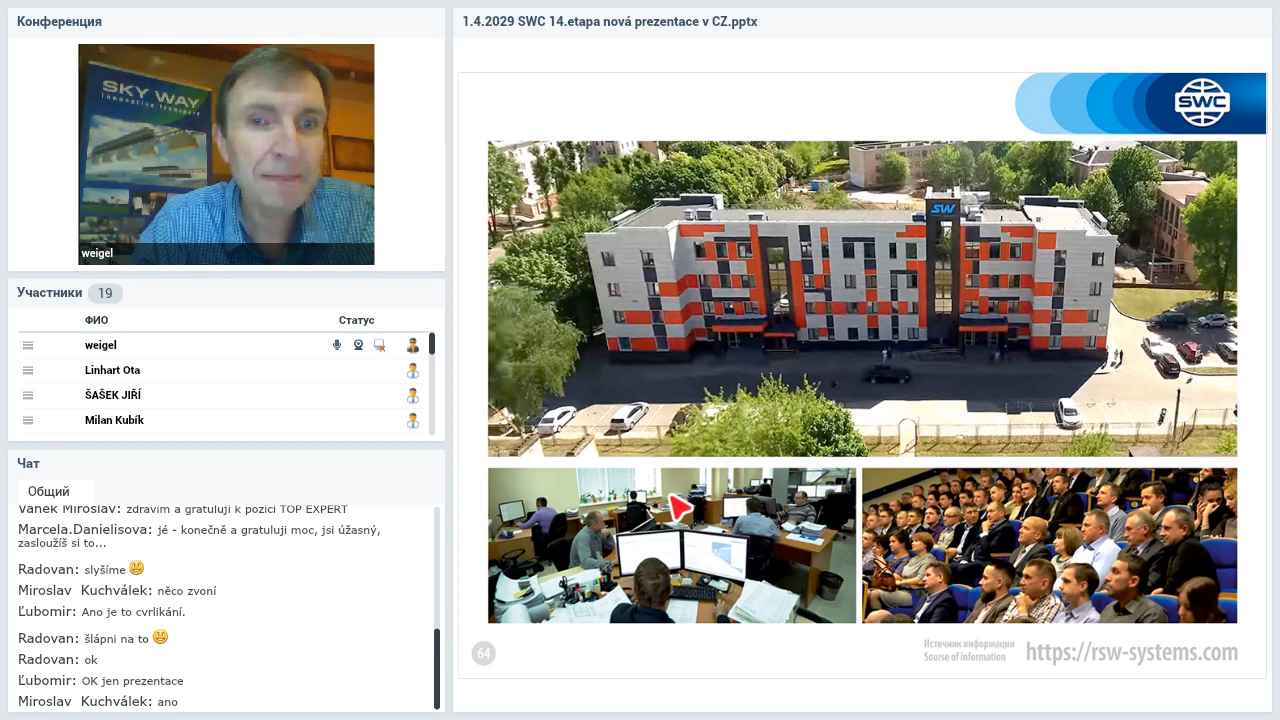 Конференция
SKY WAY
weigel
Участники 19
ФИО Статус
weigel
Linhart Ota
ŠAŠEK JIŘÍ
Milan Kubík
Чат
Общий
Vaněk Miroslav: zdravím a gratuluji k pozici TOP EXPERT
Marcela.Danielisova: jé - konečně a gratuluji moc, jsi úžasný,
zasloužíš si to...
Radovan: slyšíme
Miroslav Kuchválek: něco zvoní
Ľubomir: Ano je to cvrlikání.
Radovan: šlápni na to
Radovan: ok
Ľubomir: OK jen prezentace
Miroslav Kuchválek: ano
1.4.2029 SWC 14.etapa nová prezentace v CZ.pptx
SWC
SW
64
Источник информации
Sourse of information
https://rsw-systems.com